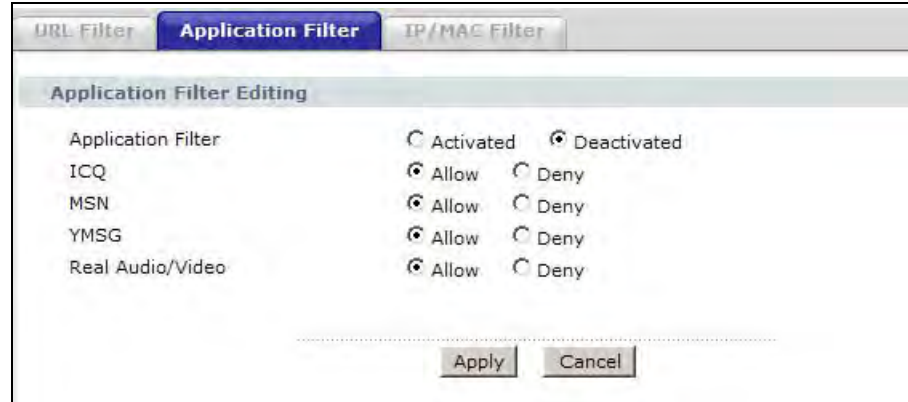 URL Filter Application Filter IP/MAC Filter
Application Filter Editing
Application Filter Activated Deactivated
ICQ Allow Deny
MSN Allow Deny
YMSG Allow Deny
Real Audio/Video Allow Deny
Apply Cancel